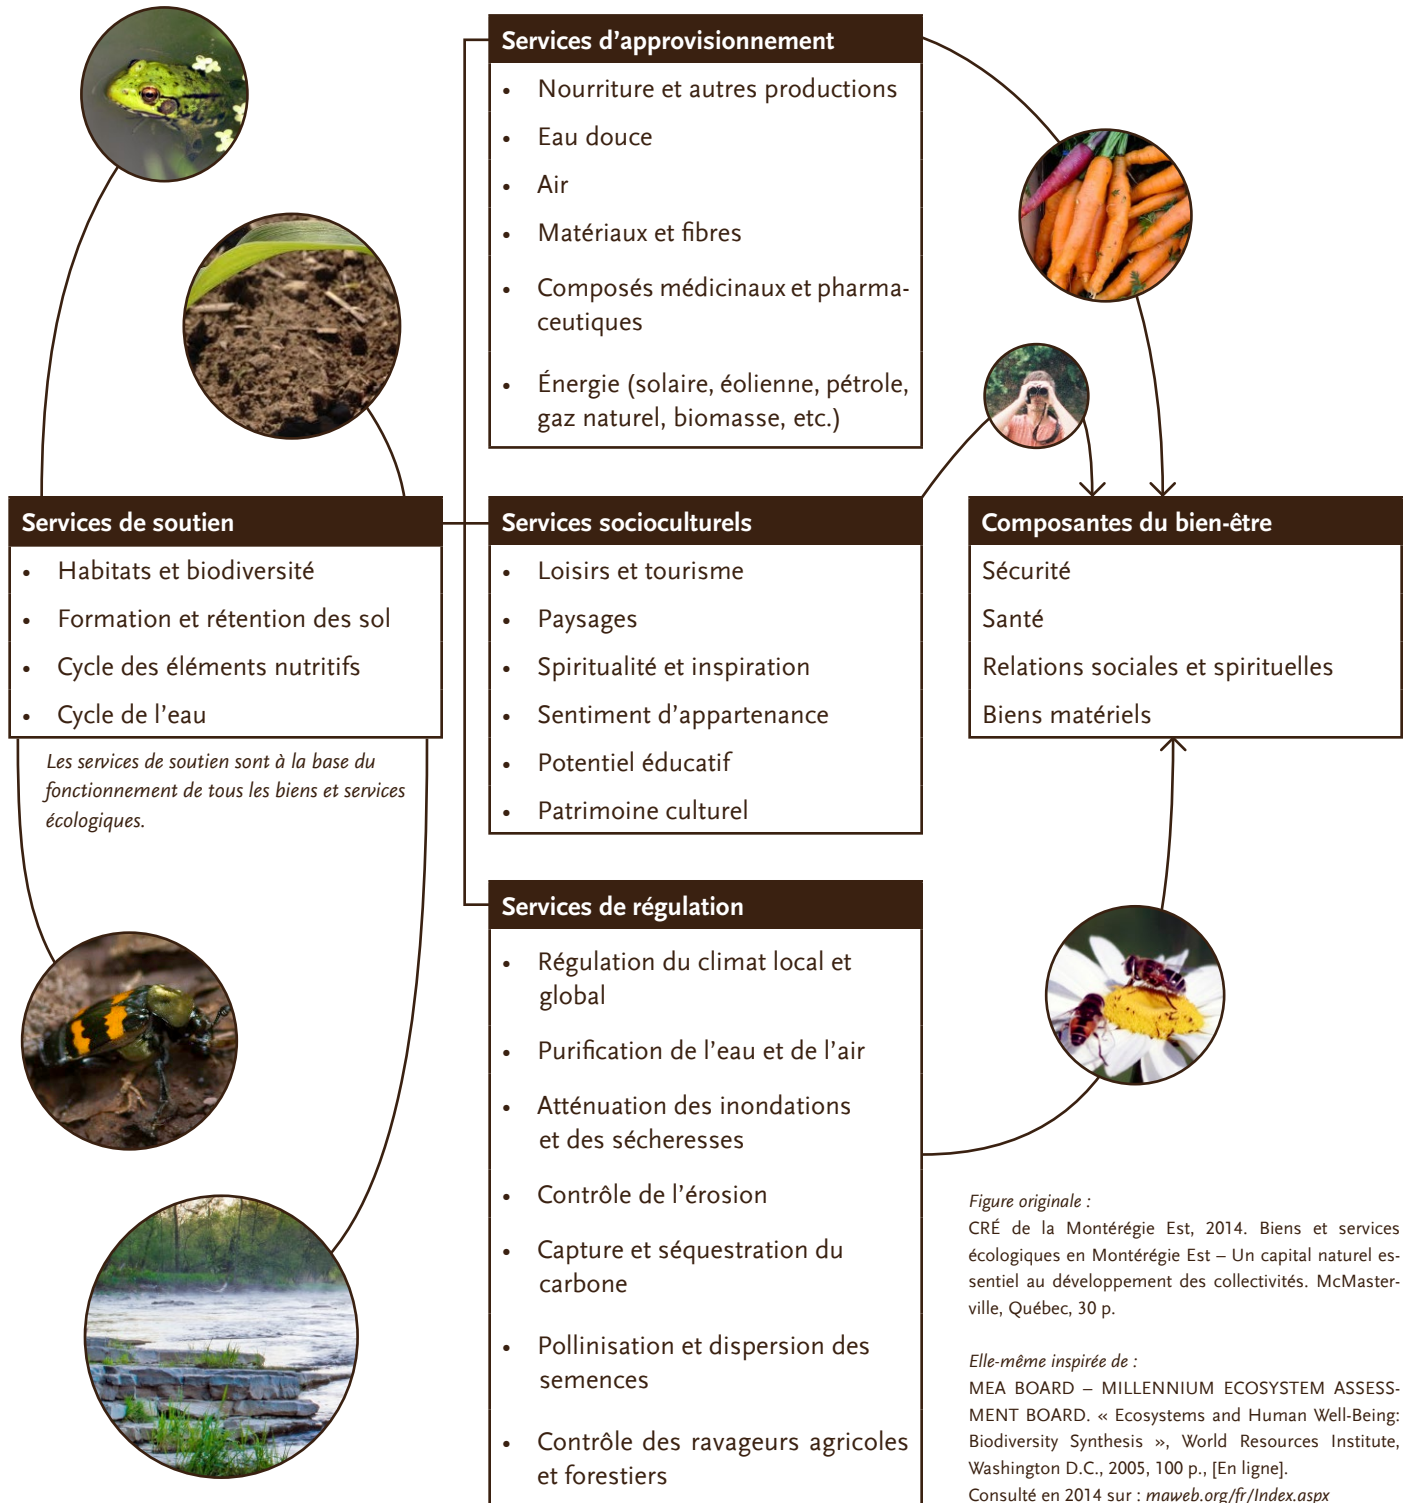 Services d'approvisionnement
• Nourriture et autres productions
• Eau douce
• Air
• Matériaux et fibres
• Composés médicinaux et pharma-
ceutiques
• Énergie (solaire, éolienne, pétrole,
gaz naturel, biomasse, etc.)
Services de soutien
• Habitats et biodiversité
• Formation et rétention des sol
• Cycle des éléments nutritifs
• Cycle de l'eau
Les services de soutien sont à la base du
fonctionnement de tous les biens et services
écologiques.
Services socioculturels
• Loisirs et tourisme
• Paysages
• Spiritualité et inspiration
• Sentiment d'appartenance
• Potentiel éducatif
• Patrimoine culturel
Composantes du bien-être
Sécurité
Santé
Relations sociales et spirituelles
Biens matériels
Services de régulation
• Régulation du climat local et
global
• Purification de l'eau et de l'air
• Atténuation des inondations
et des sécheresses
• Contrôle de l'érosion
• Capture et séquestration du
carbone
• Pollinisation et dispersion des
semences
• Contrôle des ravageurs agricoles
et forestiers
Figure originale :
CRÉ de la Montérégie Est, 2014. Biens et services
écologiques en Montérégie Est – Un capital naturel es-
sentiel au développement des collectivités. McMaster-
ville, Québec, 30 p.
Elle-même inspirée de :
MEA BOARD – MILLENNIUM ECOSYSTEM ASSESS-
MENT BOARD. « Ecosystems and Human Well-Being:
Biodiversity Synthesis », World Resources Institute,
Washington D.C., 2005, 100 p., [En ligne].
Consulté en 2014 sur : maweb.org/fr/Index.aspx